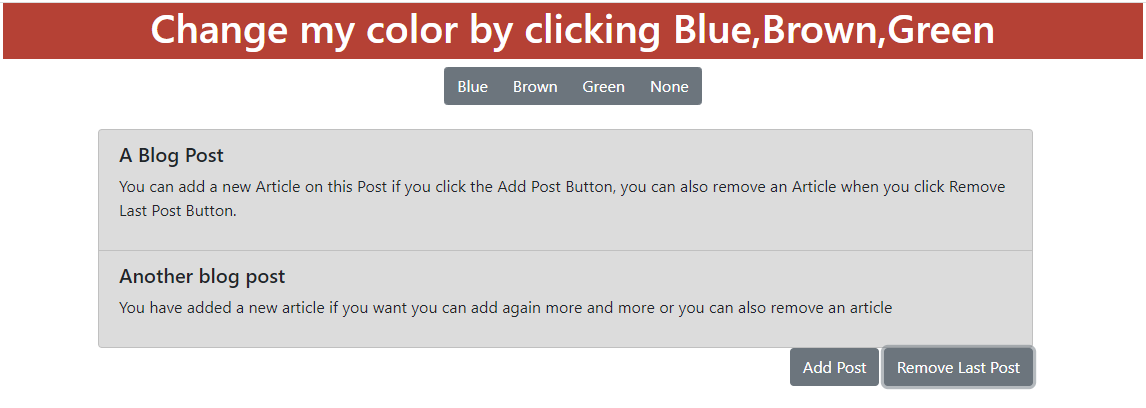 Change my color by clicking Blue,Brown,Green
Blue Brown Green None
A Blog Post
You can add a new Article on this Post if you click the Add Post Button, you can also remove an Article when you click Remove
Last Post Button.
Another blog post
You have added a new article if you want you can add again more and more or you can also remove an article
Add Post Remove Last Post